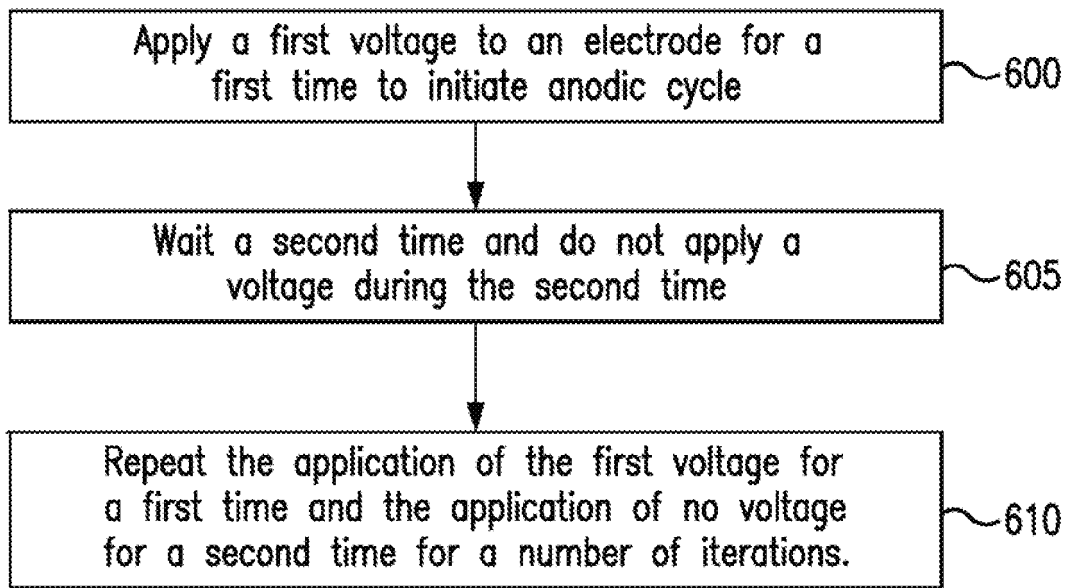 Apply a first voltage to an electrode for a
first time to initiate anodic cycle
600
Wait a second time and do not apply a
voltage during the second time
605
Repeat the application of the first voltage for
a first time and the application of no voltage
for a second time for a number of iterations.
610